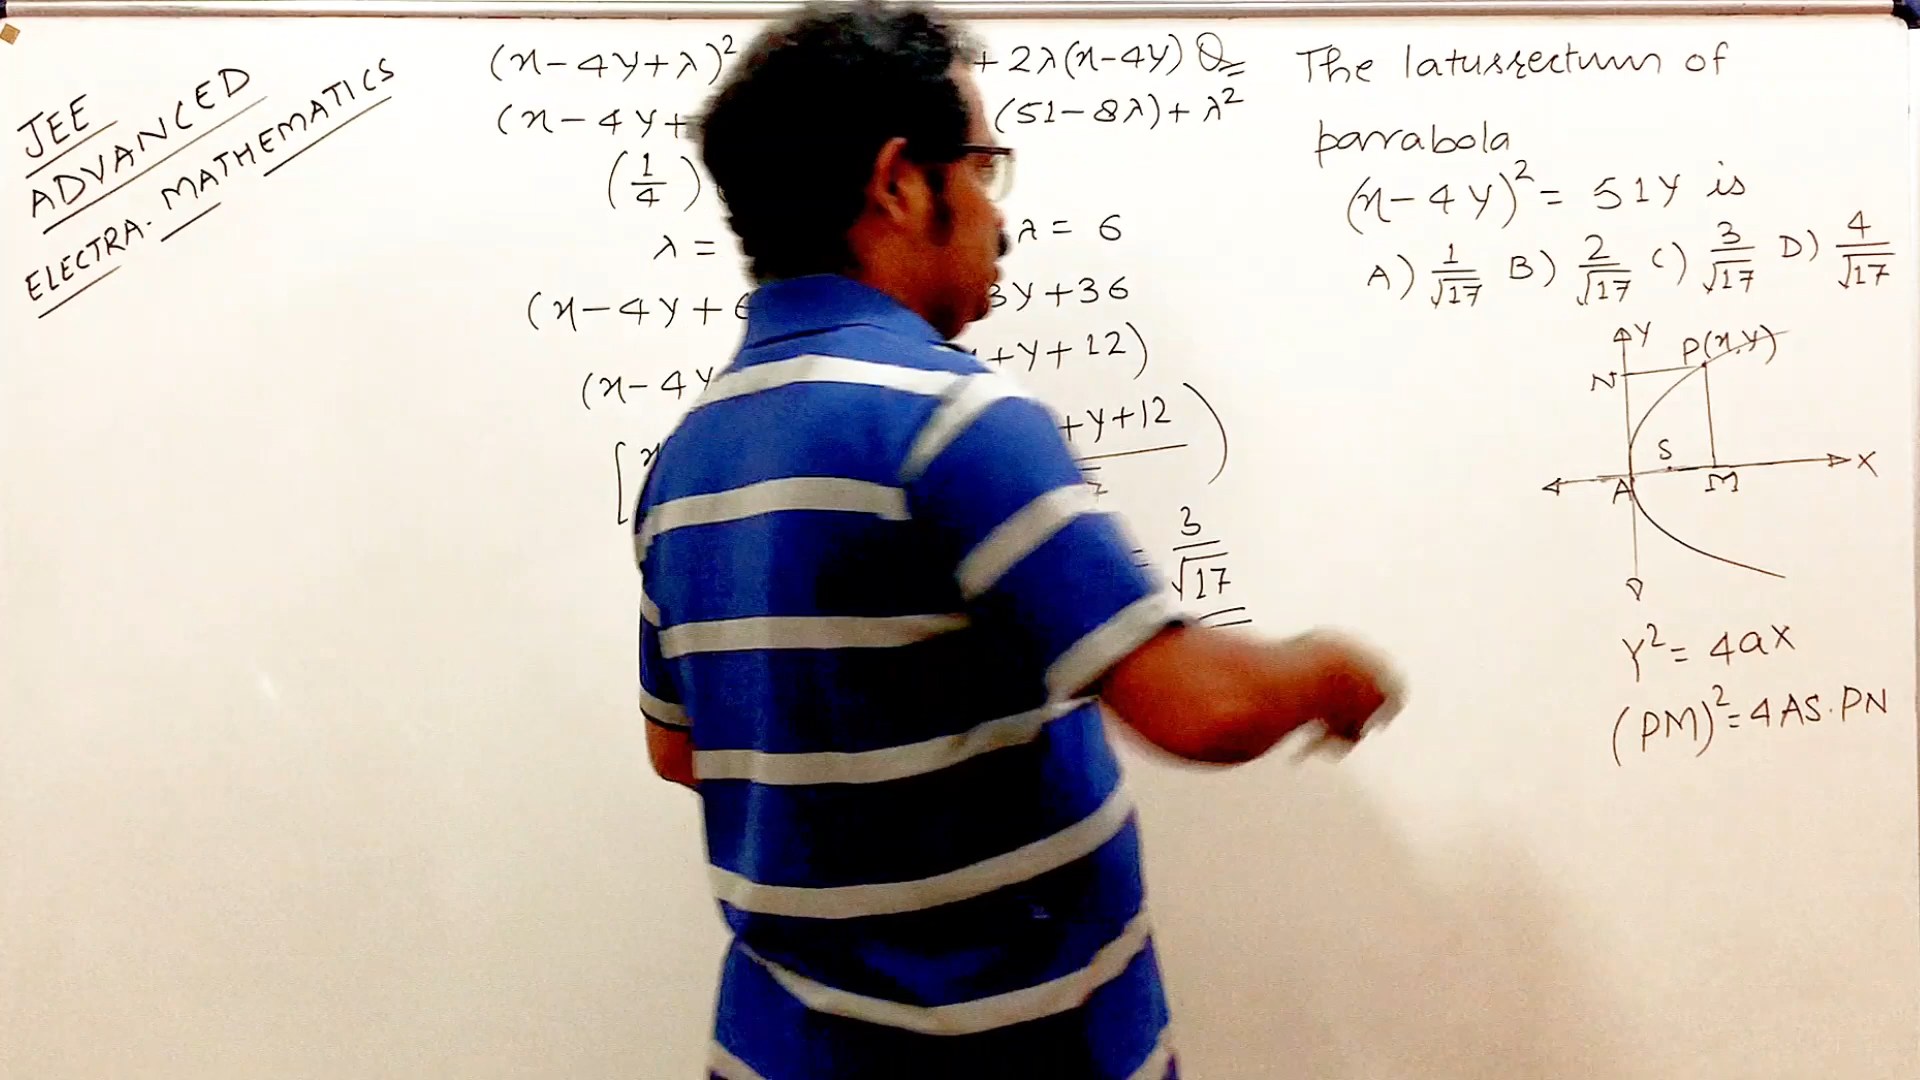 JEE
ADVANCED
ELECTRA-MATHEMATICS
(x-4y+λ)² + 2λ(x-4y)
(x-4y+ (51-8λ)+λ²
(1/4)
λ = λ = 6
(x-4y+6 3y+36
(x-4y +y+12)
[x +y+12 )
= 3/√17
Q
The latusrectum of
parabola
(x-4y)² = 51y is
A) 1/√17 B) 2/√17 C) 3/√17 D) 4/√17
Y
P(x,y)
N
S
X
A M
Y² = 4aX
(PM)² = 4AS.PN